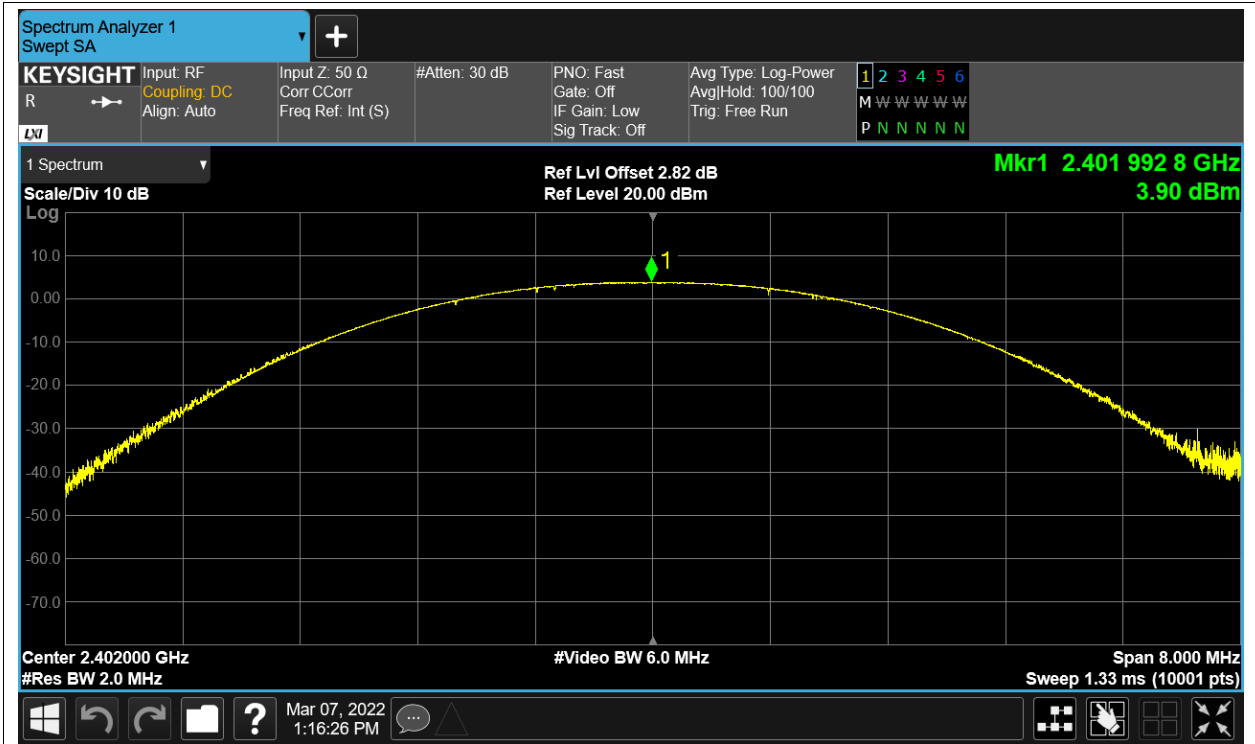 Spectrum Analyzer 1
Swept SA
KEYSIGHT
R
LXI
Input: RF
Coupling: DC
Align: Auto
Input Z: 50 Ω
Corr CCorr
Freq Ref: Int (S)
#Atten: 30 dB
PNO: Fast
Gate: Off
IF Gain: Low
Sig Track: Off
Avg Type: Log-Power
Avg|Hold: 100/100
Trig: Free Run
1 2 3 4 5 6
M W W W W W
P N N N N N
1 Spectrum
Scale/Div 10 dB
Log
Ref Lvl Offset 2.82 dB
Ref Level 20.00 dBm
Mkr1 2.401 992 8 GHz
3.90 dBm
1
10.0
0.00
-10.0
-20.0
-30.0
-40.0
-50.0
-60.0
-70.0
Center 2.402000 GHz
#Res BW 2.0 MHz
#Video BW 6.0 MHz
Span 8.000 MHz
Sweep 1.33 ms (10001 pts)
?
Mar 07, 2022
1:16:26 PM